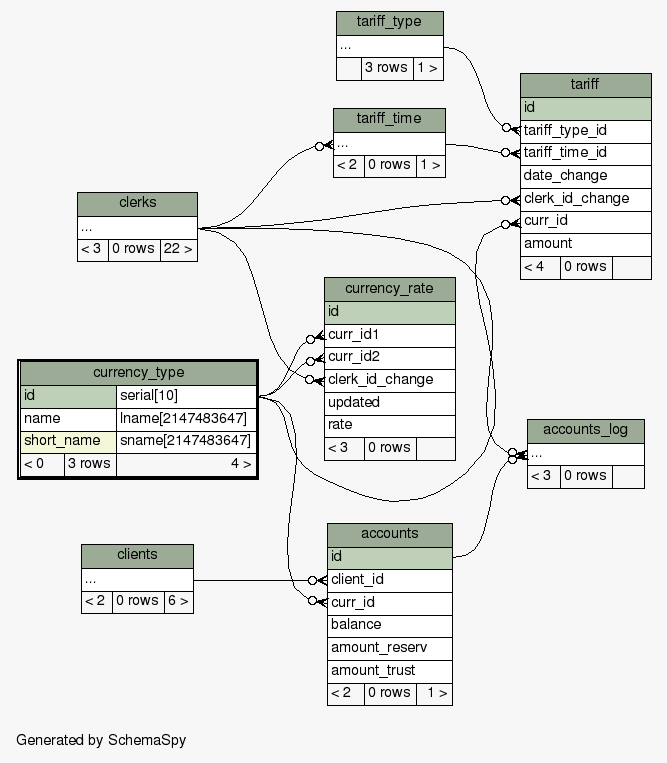 tariff_type
...
3 rows 1 >
tariff
id
tariff_type_id
tariff_time_id
date_change
clerk_id_change
curr_id
amount
< 4 0 rows
tariff_time
...
< 2 0 rows 1 >
clerks
...
< 3 0 rows 22 >
currency_rate
id
curr_id1
curr_id2
clerk_id_change
updated
rate
< 3 0 rows
currency_type
id serial[10]
name lname[2147483647]
short_name sname[2147483647]
< 0 3 rows 4 >
accounts_log
...
< 3 0 rows
accounts
id
client_id
curr_id
balance
amount_reserv
amount_trust
< 2 0 rows 1 >
clients
...
< 2 0 rows 6 >
Generated by SchemaSpy